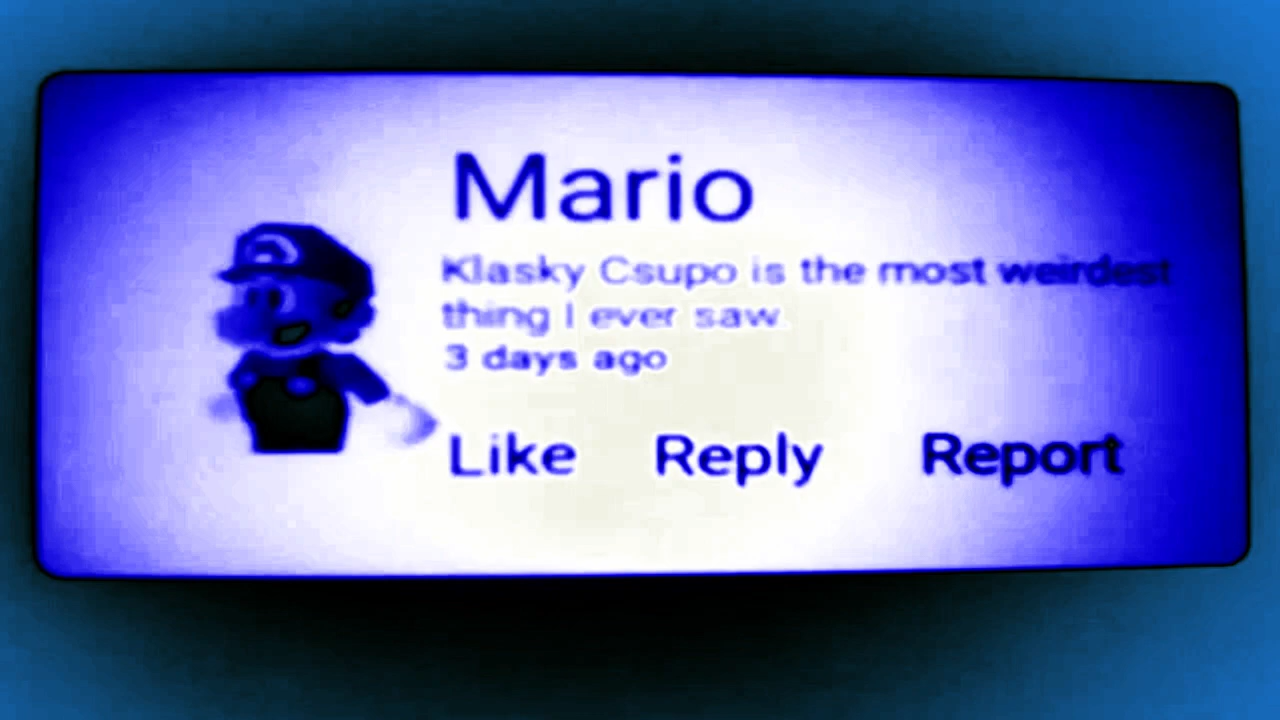 Mario
Klasky Csupo is the most weirdest
thing I ever saw.
3 days ago
Like Reply Report